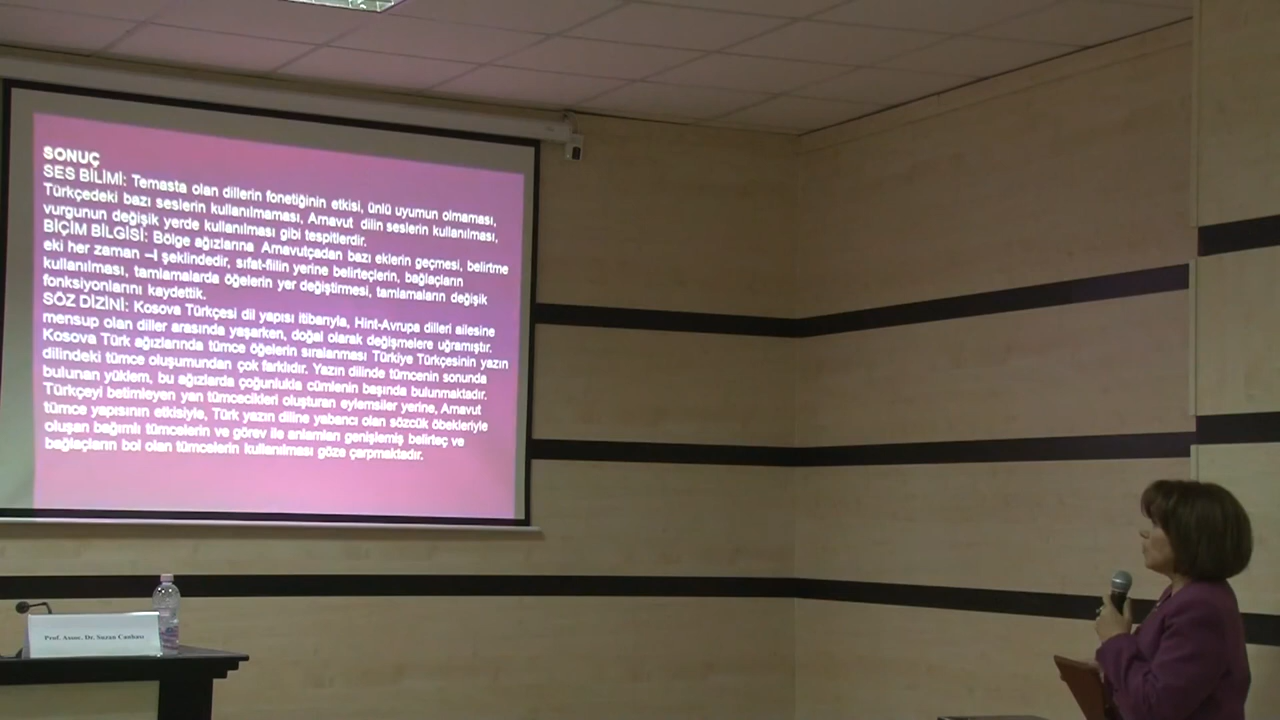 SONUÇ
SES BİLİMİ: Temasta olan dillerin fonetiğinin etkisi, ünlü uyumun olmaması,
Türkçedeki bazı seslerin kullanılmaması, Arnavut dilin seslerin kullanılması,
vurgunun değişik yerde kullanılması gibi tespitlerdir.
BİÇİM BİLGİSİ: Bölge ağızlarına Arnavutçadan bazı eklerin geçmesi, belirtme
eki her zaman –İ şeklindedir, sıfat-fiilin yerine belirteçlerin, bağlaçların
kullanılması, tamlamalarda öğelerin yer değiştirmesi, tamlamaların değişik
fonksiyonlarını kaydettik.
SÖZ DİZİNİ: Kosova Türkçesi dil yapısı itibarıyla, Hint-Avrupa dilleri ailesine
mensup olan diller arasında yaşarken, doğal olarak değişmelere uğramıştır.
Kosova Türk ağızlarında tümce öğelerin sıralanması Türkiye Türkçesinin yazın
dilindeki tümce oluşumundan çok farklıdır. Yazın dilinde tümcenin sonunda
bulunan yüklem, bu ağızlarda çoğunlukla cümlenin başında bulunmaktadır.
Türkçeyi betimleyen yan tümcecikleri oluşturan eylemsiler yerine, Arnavut
tümce yapısının etkisiyle, Türk yazın diline yabancı olan sözcük öbekleriyle
oluşan bağımlı tümcelerin ve görev ile anlamları genişlemiş belirteç ve
bağlaçların bol olan tümcelerin kullanılması göze çarpmaktadır.
Prof. Assoc. Dr. Suzan Canhası